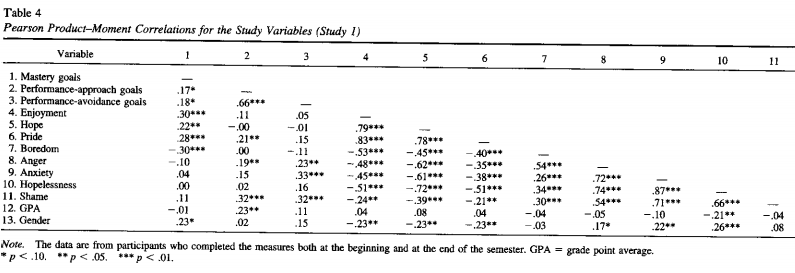 Table 4
Pearson Product–Moment Correlations for the Study Variables (Study 1)
Variable 1 2 3 4 5 6 7 8 9 10 11
1. Mastery goals —
2. Performance-approach goals .17* —
3. Performance-avoidance goals .18* .66*** —
4. Enjoyment .30*** .11 .05 —
5. Hope .22** −.00 −.01 .79*** —
6. Pride .28*** .21** .15 .83*** .78*** —
7. Boredom −.30*** .00 −.11 −.53*** −.45*** −.40*** —
8. Anger −.10 .19** .23** −.48*** −.62*** −.35*** .54*** —
9. Anxiety .04 .15 .33*** −.45*** −.61*** −.38*** .26*** .72*** —
10. Hopelessness .00 .02 .16 −.51*** −.72*** −.51*** .34*** .74*** .87*** —
11. Shame .11 .32*** .32*** −.24** −.39*** −.21** .30*** .54*** .71*** .66*** —
12. GPA −.01 .23** .11 .04 .08 .04 −.04 −.05 −.10 −.21** −.04
13. Gender .23* .02 .15 −.23** −.23** −.23** −.03 .17* .22** .26*** .08
Note. The data are from participants who completed the measures both at the beginning and at the end of the semester. GPA = grade point average.
* p < .10. ** p < .05. *** p < .01.